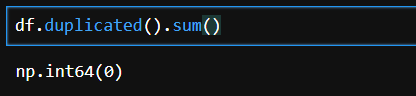 df.duplicated().sum()
np.int64(0)